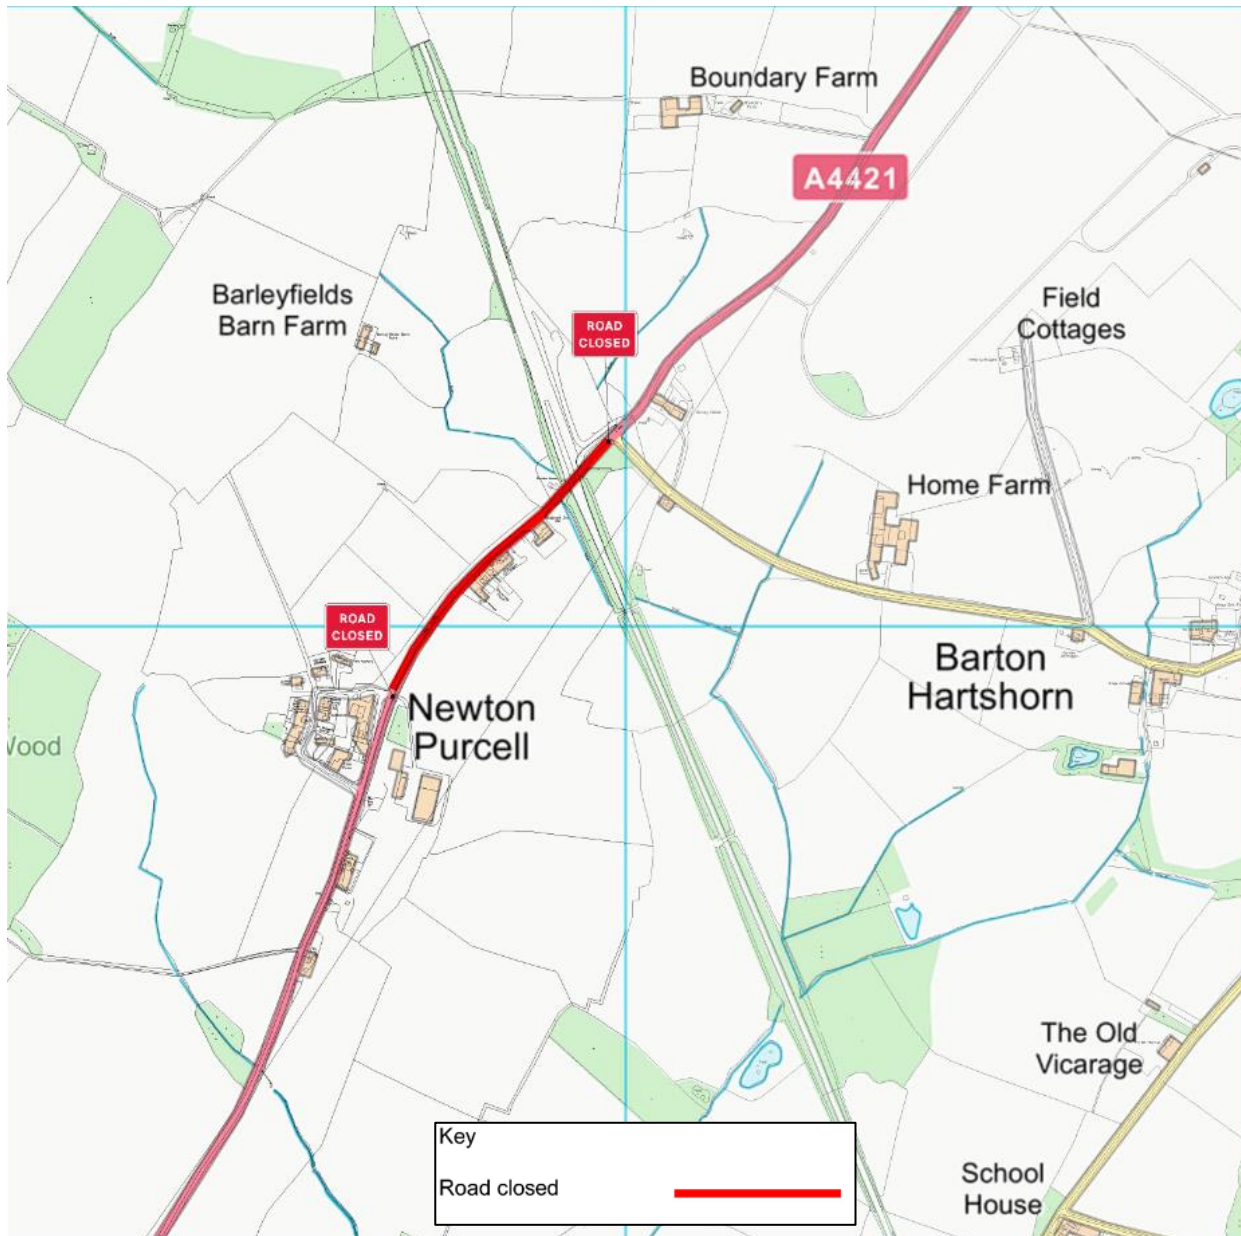 Boundary Farm
A4421
Barleyfields
Barn Farm
ROAD
CLOSED
Field
Cottages
Home Farm
ROAD
CLOSED
Barton
Hartshorn
Newton
Purcell
Wood
The Old
Vicarage
Key
Road closed
School
House